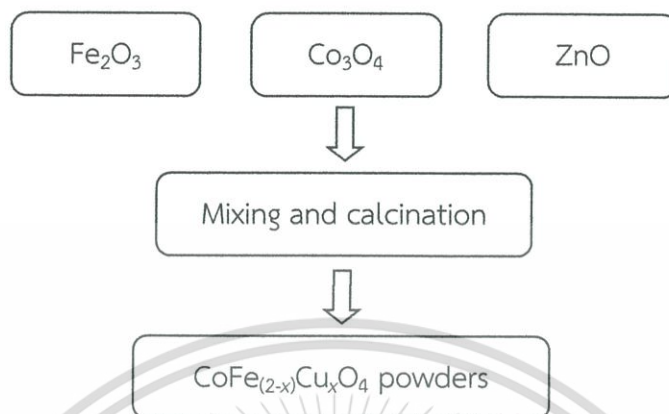 Fe₂O₃ Co₃O₄ ZnO
Mixing and calcination
CoFe₍₂₋ₓ₎CuₓO₄ powders